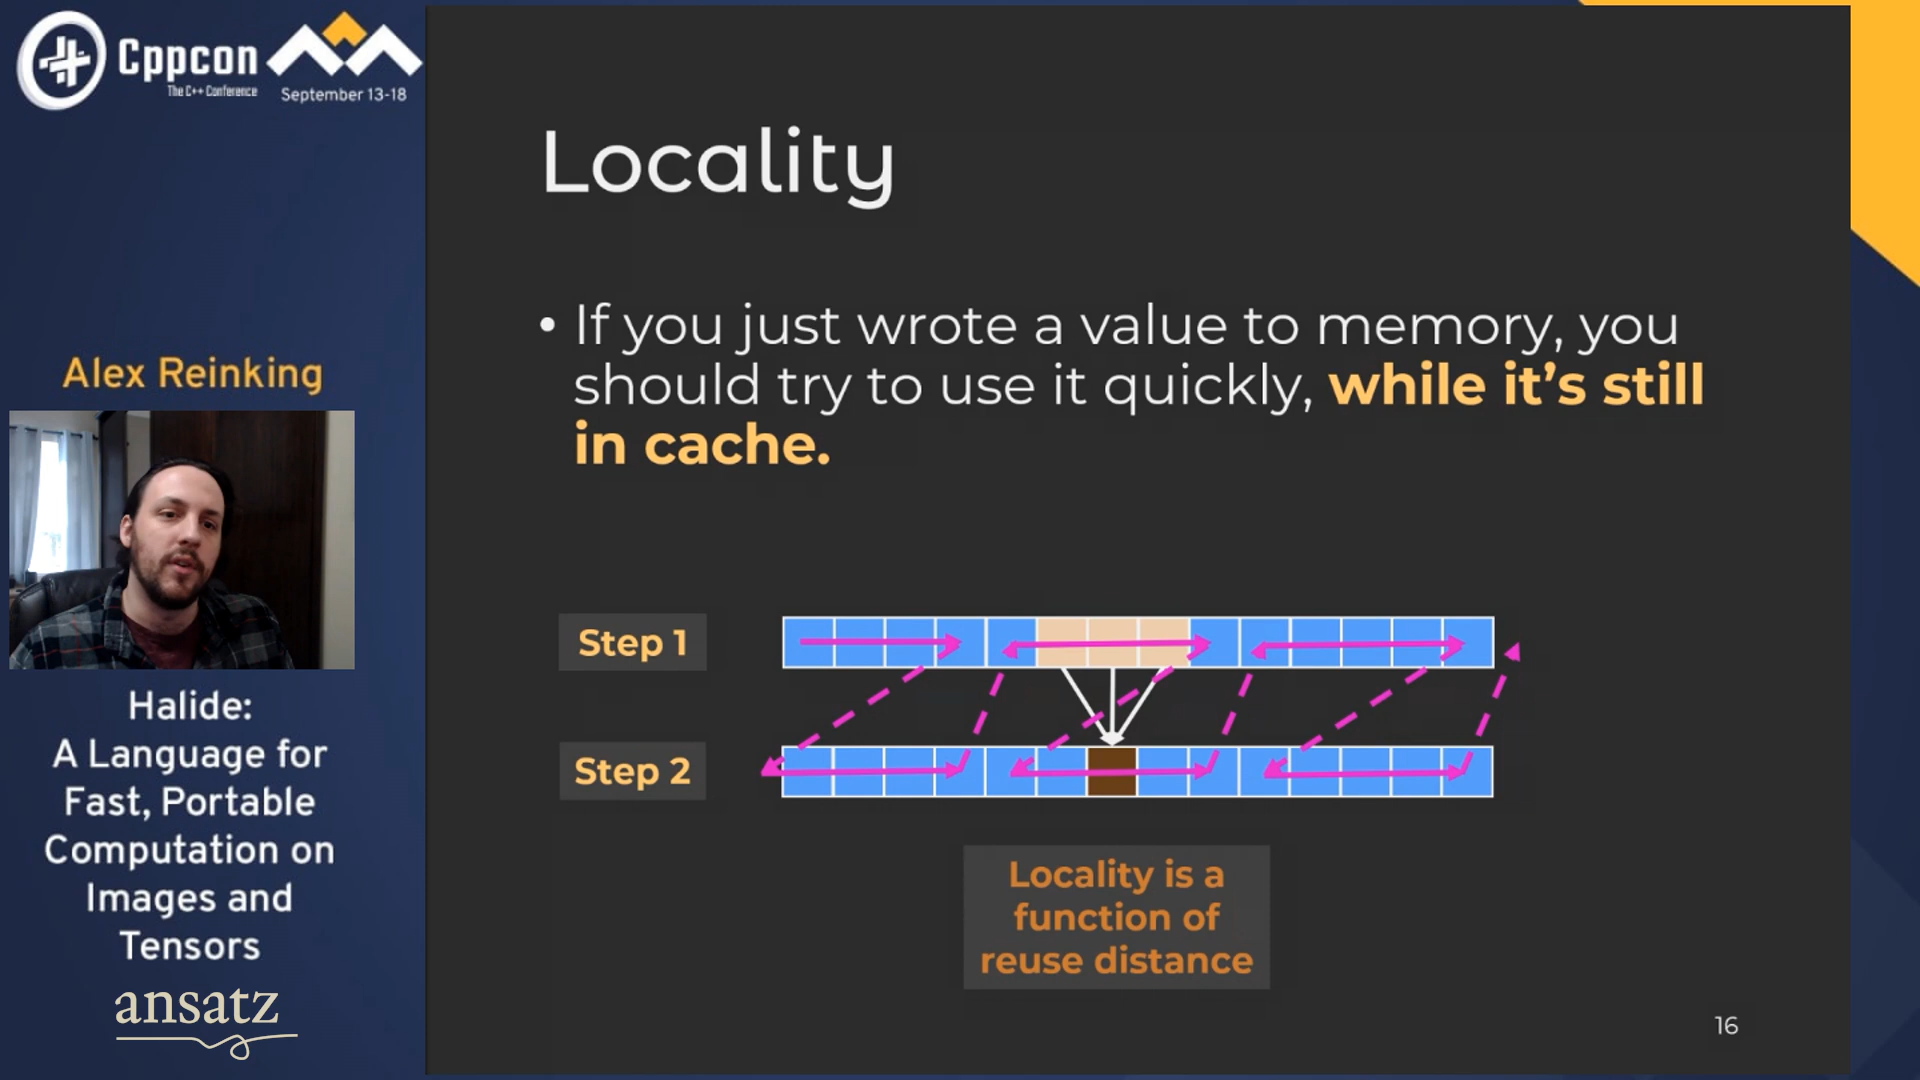 Cppcon
The C++ Conference
September 13-18
Alex Reinking
Halide:
A Language for
Fast, Portable
Computation on
Images and
Tensors
ansatz
Locality
• If you just wrote a value to memory, you
should try to use it quickly, while it’s still
in cache.
Step 1
Step 2
Locality is a
function of
reuse distance
16